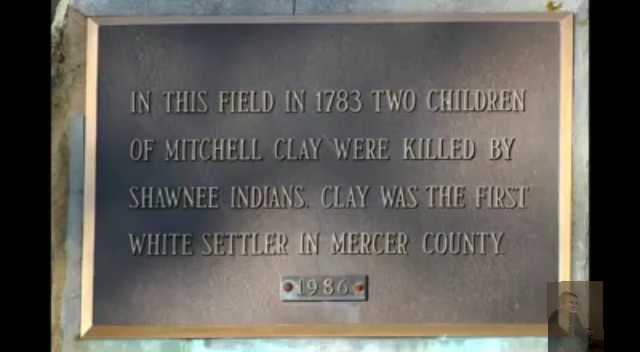 IN THIS FIELD IN 1783 TWO CHILDREN
OF MITCHELL CLAY WERE KILLED BY
SHAWNEE INDIANS. CLAY WAS THE FIRST
WHITE SETTLER IN MERCER COUNTY.
1986